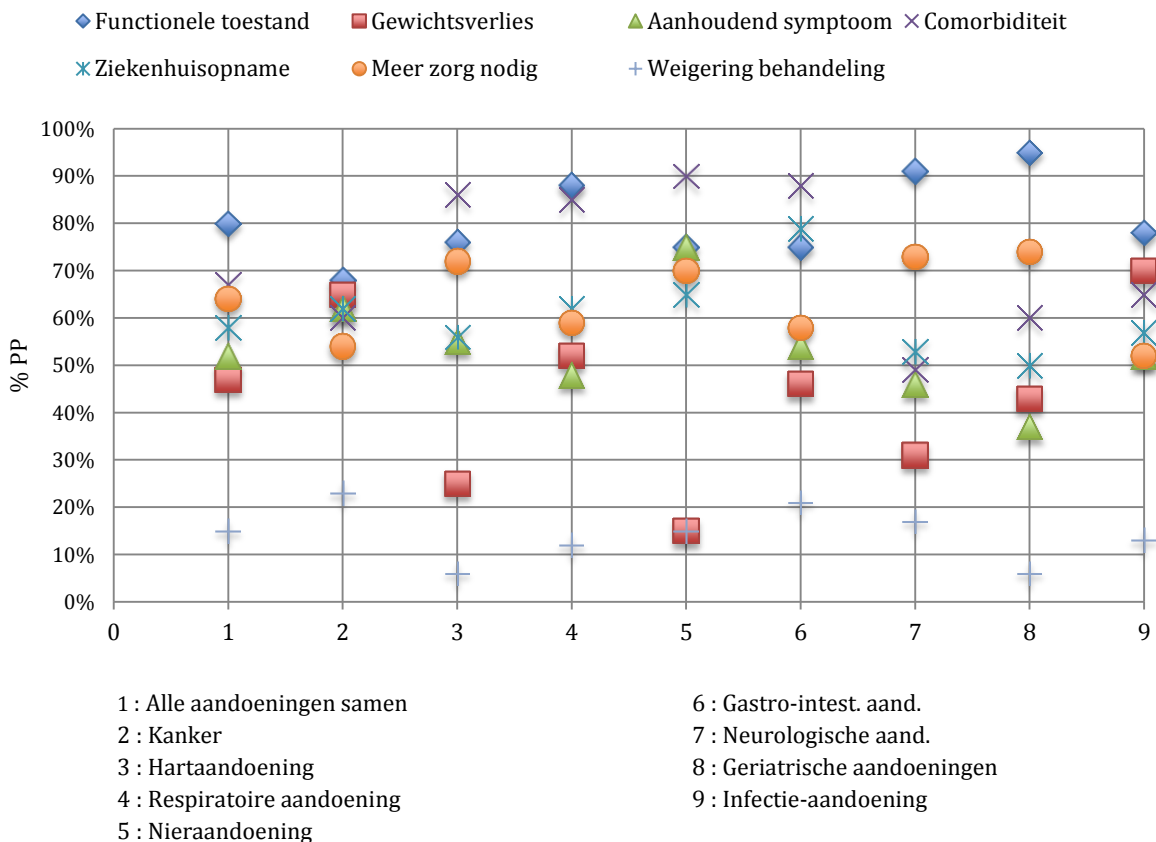 Functionele toestand Gewichtsverlies Aanhoudend symptoom Comorbiditeit
Ziekenhuisopname Meer zorg nodig Weigering behandeling
100%
90%
80%
70%
60%
50%
40%
30%
20%
10%
0%
% PP
0 1 2 3 4 5 6 7 8 9
1 : Alle aandoeningen samen
2 : Kanker
3 : Hartaandoening
4 : Respiratoire aandoening
5 : Nieraandoening
6 : Gastro-intest. aand.
7 : Neurologische aand.
8 : Geriatrische aandoeningen
9 : Infectie-aandoening